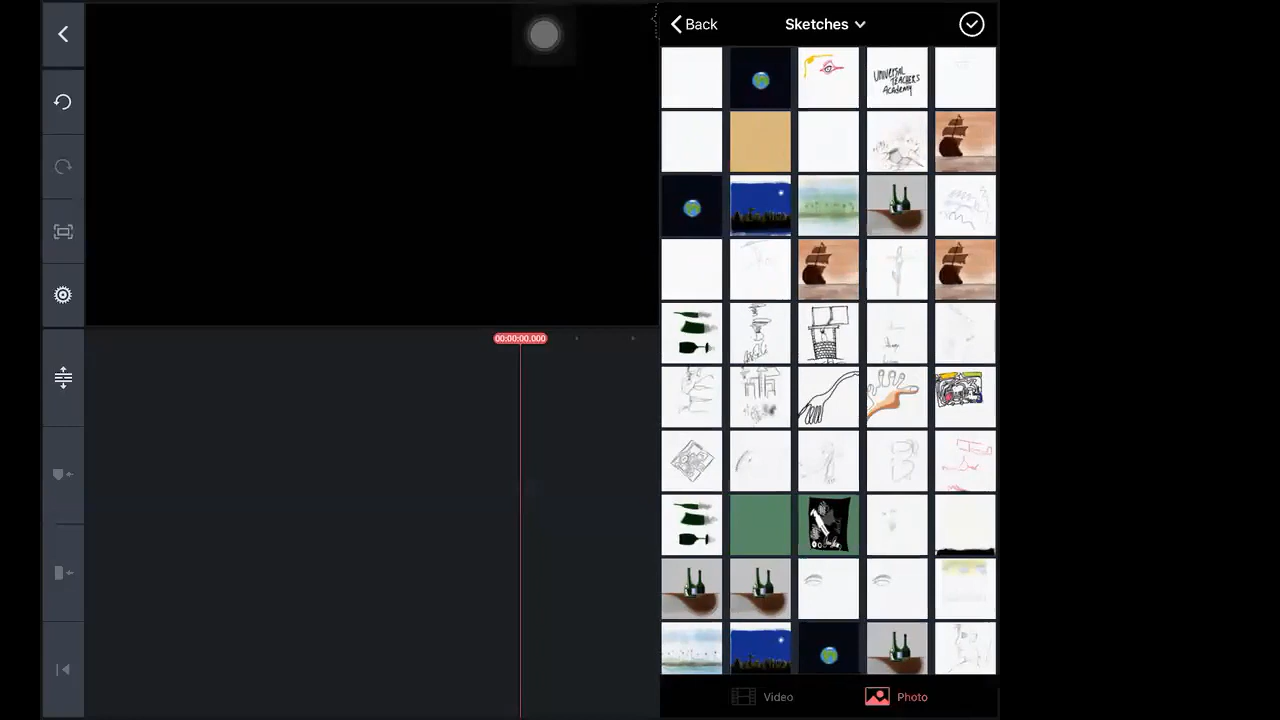 Back
Sketches
UNIVERSAL
TEACHERS
Academy
00:00:00.000
Video
Photo